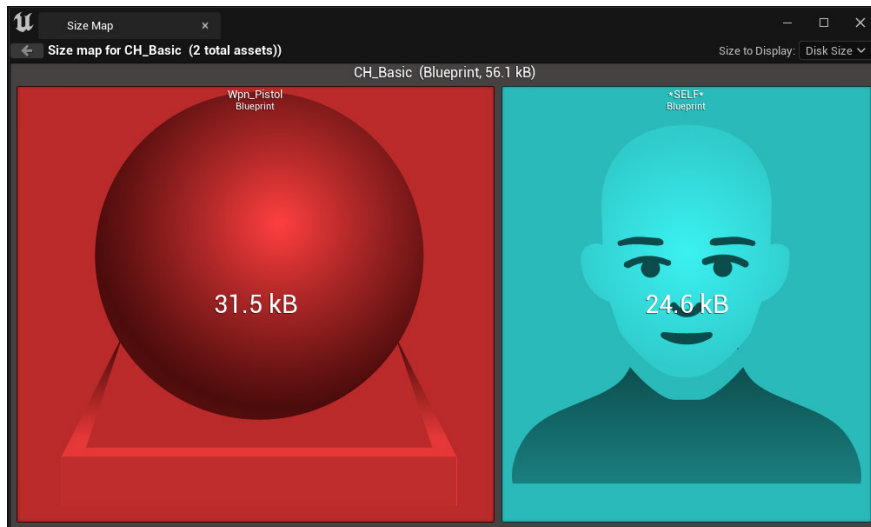 Size Map
Size map for CH_Basic (2 total assets))
Size to Display: Disk Size
CH_Basic (Blueprint, 56.1 kB)
Wpn_Pistol
Blueprint
31.5 kB
*SELF*
Blueprint
24.6 kB